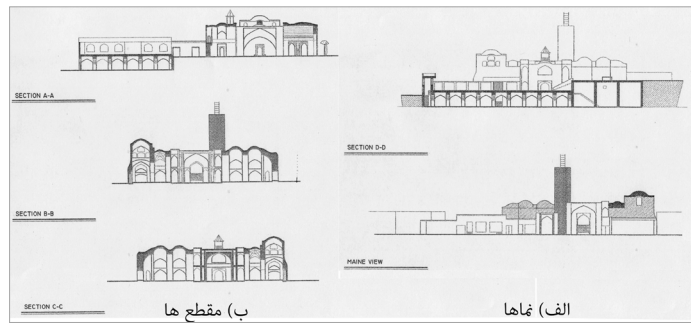 SECTION A-A
SECTION D-D
SECTION B-B
MAINE VIEW
SECTION C-C
الف) نماها
ب) مقطع ها